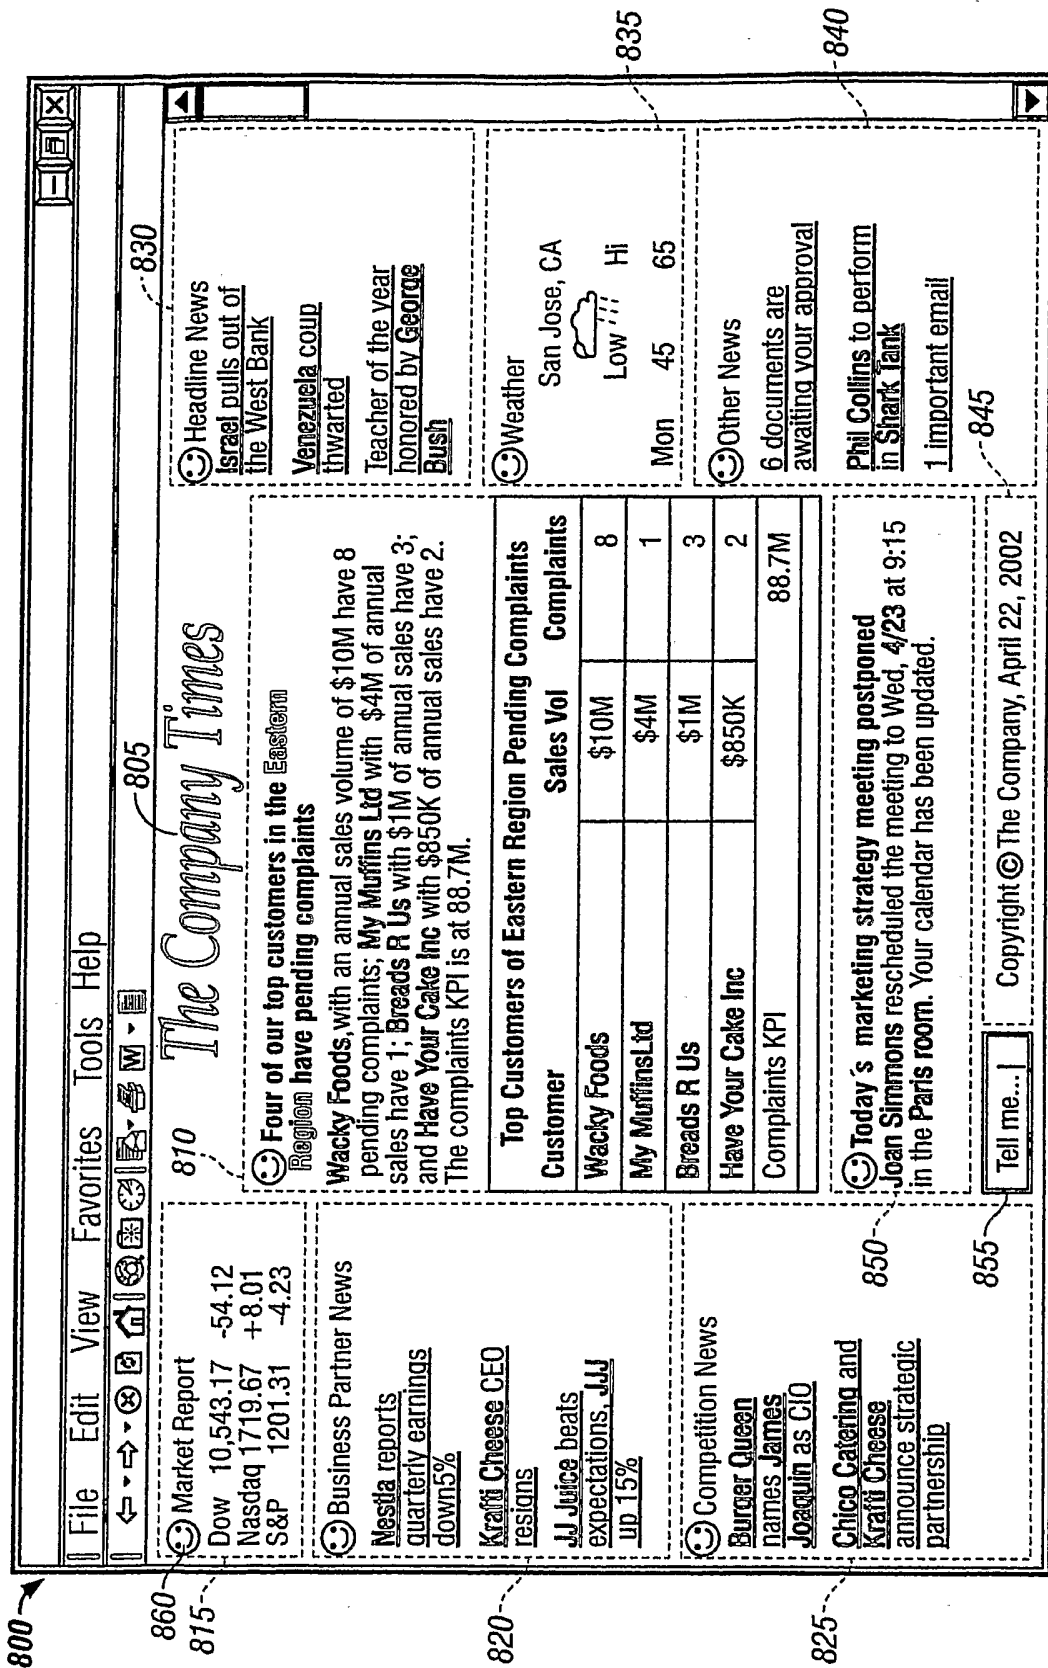 800
File Edit View Favorites Tools Help
805
The Company Times
860
815
Market Report
Dow 10,543.17 -54.12
Nasdaq 1719.67 +8.01
S&P 1201.31 -4.23
820
Business Partner News
Nestla reports
quarterly earnings
down5%
Krafti Cheese CEO
resigns
JJ Juice beats
expectations, JJJ
up 15%
825
Competition News
Burger Queen
names James
Joaquin as CIO
Chico Catering and
Krafti Cheese
announce strategic
partnership
810
Four of our top customers in the Eastern
Region have pending complaints
Wacky Foods, with an annual sales volume of $10M have 8
pending complaints; My Muffins Ltd with $4M of annual
sales have 1; Breads R Us with $1M of annual sales have 3;
and Have Your Cake Inc with $850K of annual sales have 2.
The complaints KPI is at 88.7M.
Top Customers of Eastern Region Pending Complaints
Customer Sales Vol Complaints
Wacky Foods $10M 8
My MuffinsLtd $4M 1
Breads R Us $1M 3
Have Your Cake Inc $850K 2
Complaints KPI 88.7M
850
Today's marketing strategy meeting postponed
Joan Simmons rescheduled the meeting to Wed, 4/23 at 9:15
in the Paris room. Your calendar has been updated.
855
Tell me...|
Copyright © The Company, April 22, 2002
845
830
Headline News
Israel pulls out of
the West Bank
Venezuela coup
thwarted
Teacher of the year
honored by George
Bush
835
Weather
San Jose, CA
Low Hi
Mon 45 65
840
Other News
6 documents are
awaiting your approval
Phil Collins to perform
in Shark Tank
1 important email